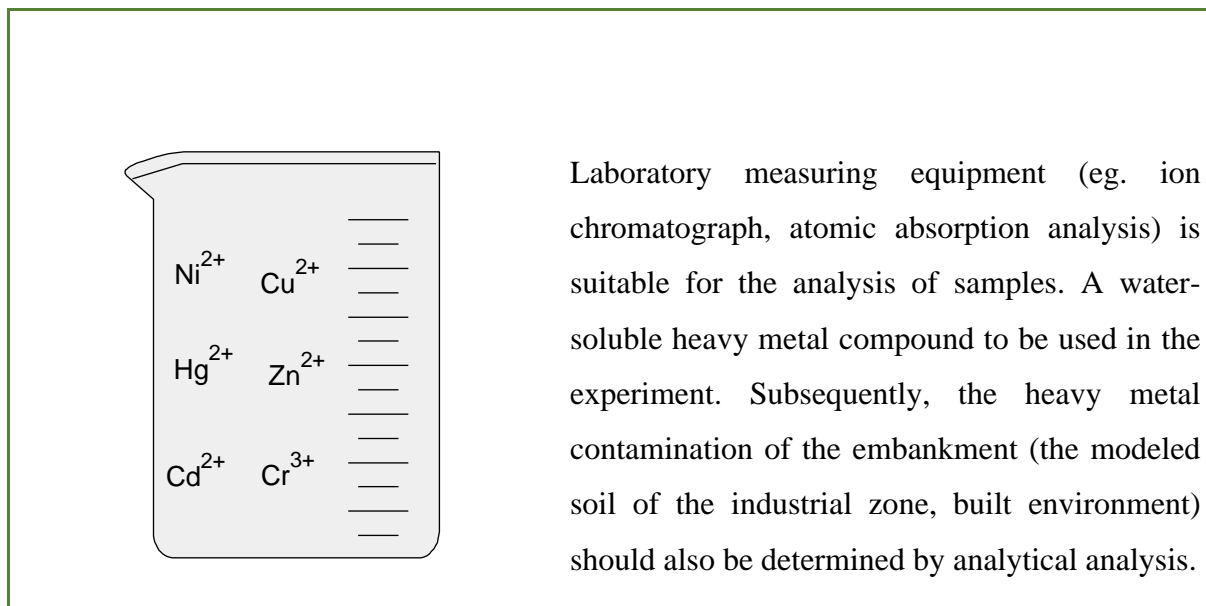 Ni2+ Cu2+
Hg2+ Zn2+
Cd2+ Cr3+
Laboratory measuring equipment (eg. ion
chromatograph, atomic absorption analysis) is
suitable for the analysis of samples. A water-
soluble heavy metal compound to be used in the
experiment. Subsequently, the heavy metal
contamination of the embankment (the modeled
soil of the industrial zone, built environment)
should also be determined by analytical analysis.